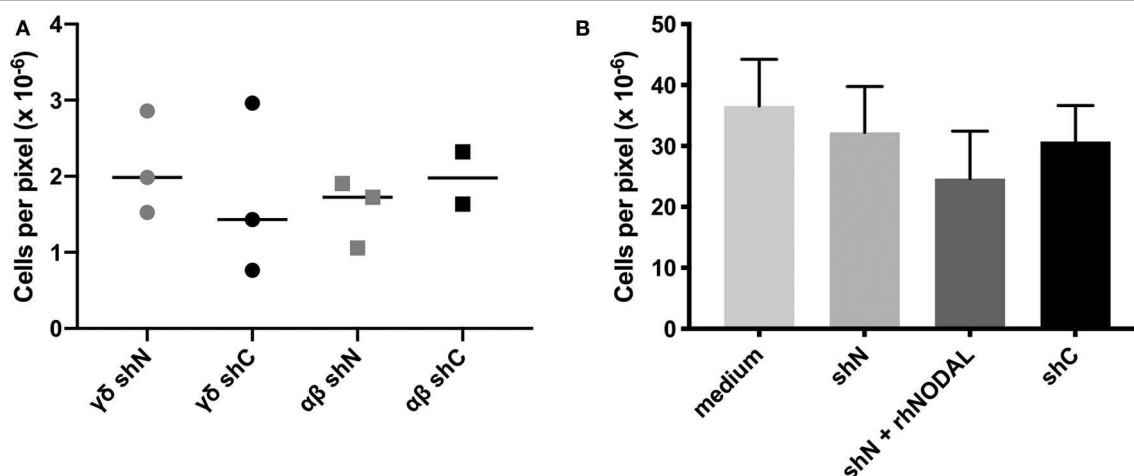 A
Cells per pixel (x 10-6)
4
3
2
1
0
γδ shN
γδ shC
αβ shN
αβ shC
B
Cells per pixel (x 10-6)
50
40
30
20
10
0
medium
shN
shN + rhNODAL
shC